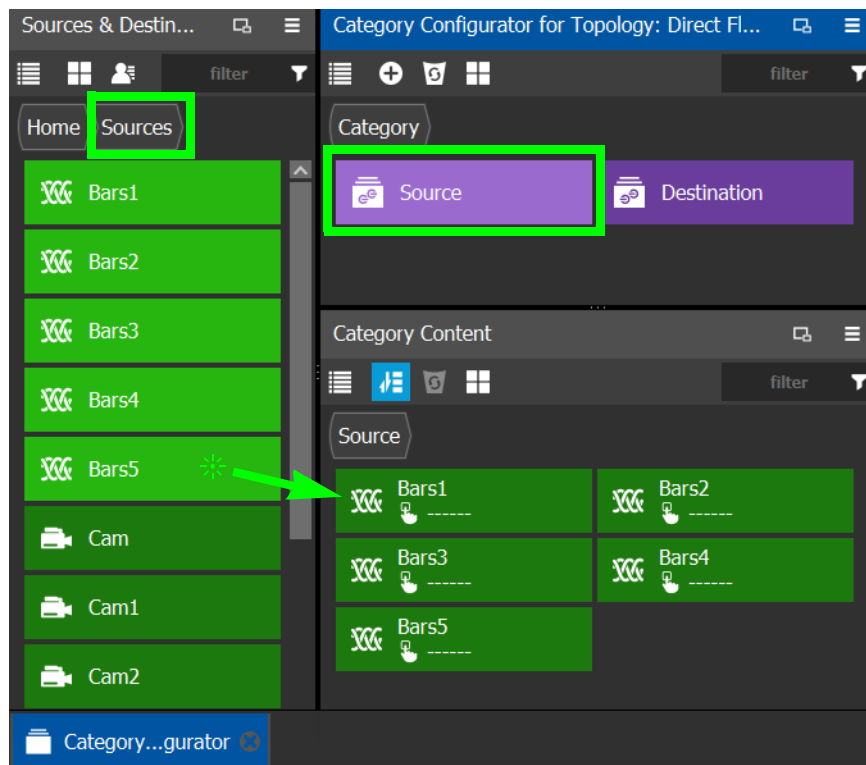 Sources & Destin...
filter
Home
Sources
Bars1
Bars2
Bars3
Bars4
Bars5
Cam
Cam1
Cam2
Category Configurator for Topology: Direct Fl...
filter
Category
Source
Destination
Category Content
filter
Source
Bars1
------
Bars2
------
Bars3
------
Bars4
------
Bars5
------
Category...gurator